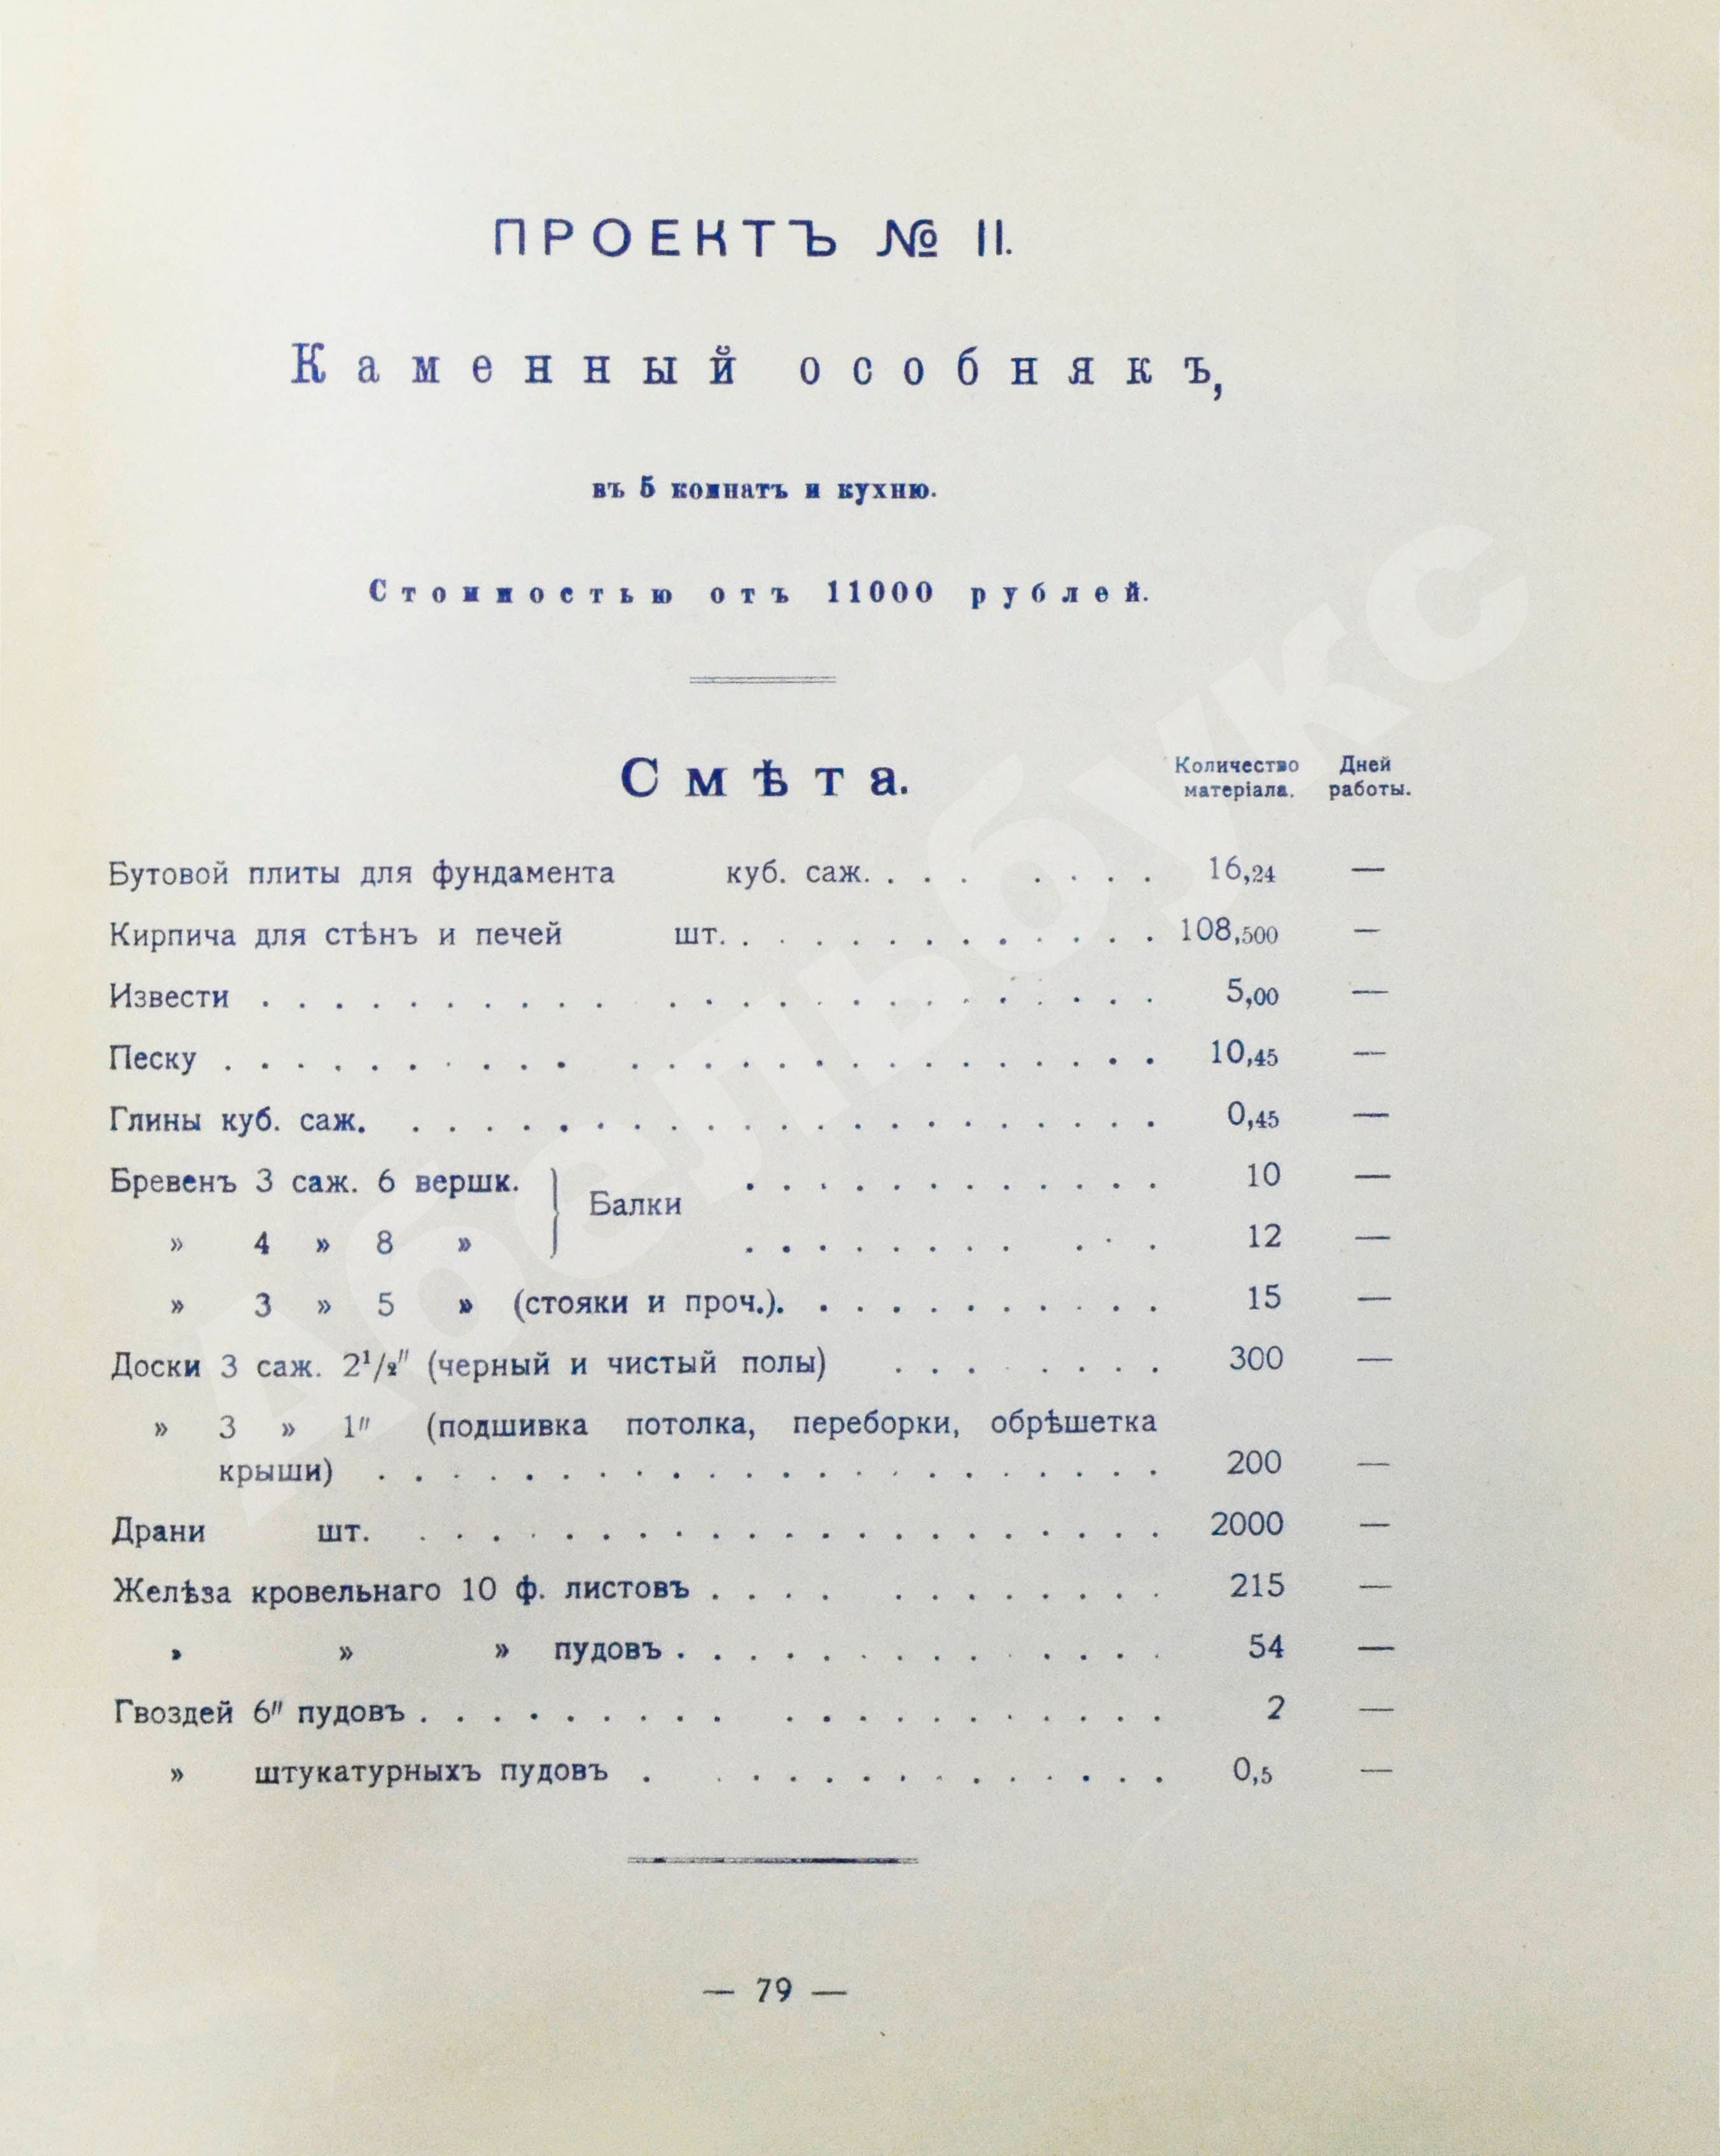 ПРОЕКТЪ № II.
Каменный особнякъ,
въ 5 комнатъ и кухню.
Стоимостью отъ 11000 рублей.
Смѣта. Количество матеріала. Дней работы.
Бутовой плиты для фундамента куб. саж. . . . . . . . 16,24 —
Кирпича для стѣнъ и печей шт. . . . . . . . . . . . . 108,500 —
Извести . . . . . . . . . . . . . . . . . . . . . . . 5,00 —
Песку . . . . . . . . . . . . . . . . . . . . . . . . 10,45 —
Глины куб. саж. . . . . . . . . . . . . . . . . . . . . 0,45 —
Бревенъ 3 саж. 6 вершк. } Балки . . . . . . . . . . . . 10 —
» 4 » 8 » . . . . . . . . . . . 12 —
» 3 » 5 » (стояки и проч.). . . . . . . . . . . 15 —
Доски 3 саж. 2¹/₂" (черный и чистый полы) . . . . . . . 300 —
» 3 » 1" (подшивка потолка, переборки, обрѣшетка
крыши) . . . . . . . . . . . . . . . . . . . . . . 200 —
Драни шт. . . . . . . . . . . . . . . . . . . . . . 2000 —
Желѣза кровельнаго 10 ф. листовъ . . . . . . . . . . . . 215 —
» » » пудовъ . . . . . . . . . . . . . 54 —
Гвоздей 6" пудовъ . . . . . . . . . . . . . . . . . . . . 2 —
» штукатурныхъ пудовъ . . . . . . . . . . . . . . 0,5 —
— 79 —
Абельбукс